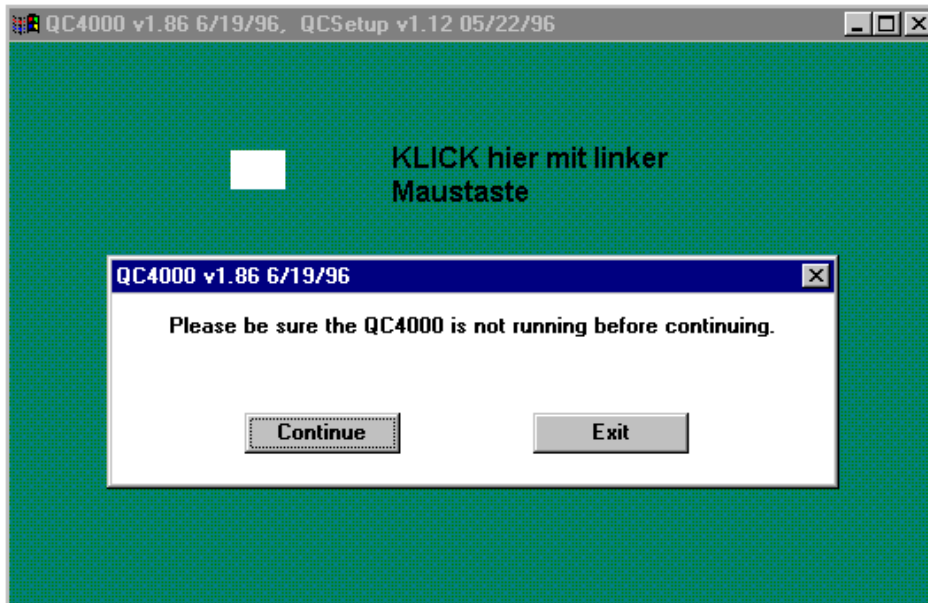 QC4000 v1.86 6/19/96, QCSetup v1.12 05/22/96
KLICK hier mit linker
Maustaste
QC4000 v1.86 6/19/96
Please be sure the QC4000 is not running before continuing.
Continue
Exit